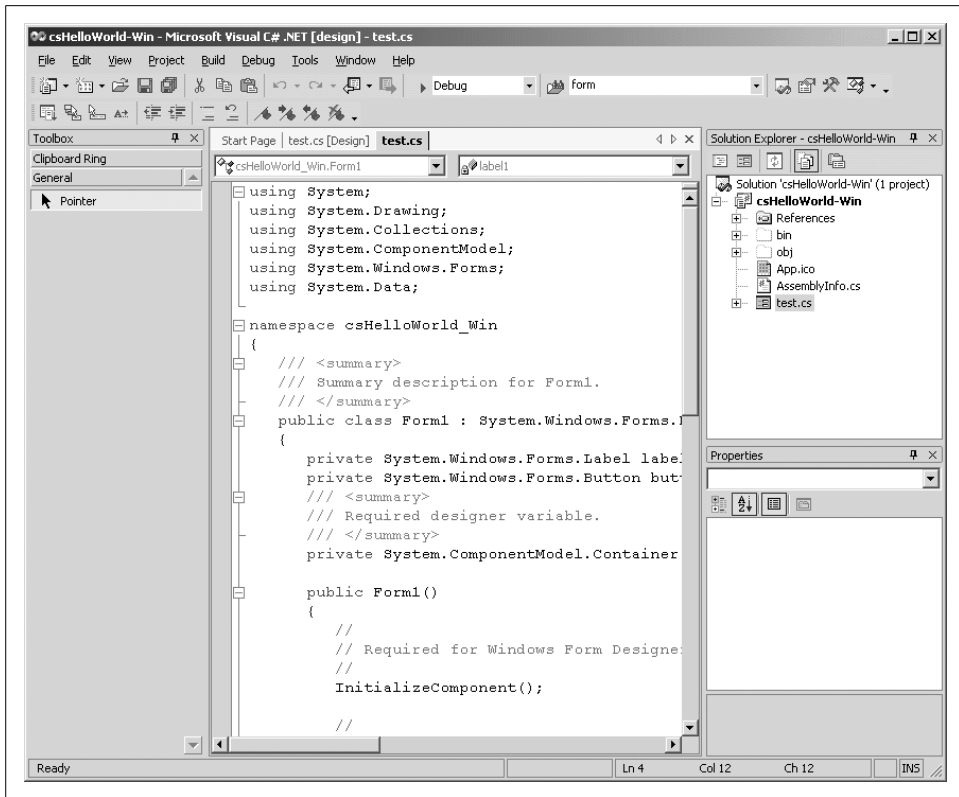 csHelloWorld-Win - Microsoft Visual C# .NET [design] - test.cs
File Edit View Project Build Debug Tools Window Help
Debug
form
Toolbox
Clipboard Ring
General
Pointer
Start Page
test.cs [Design]
test.cs
csHelloWorld_Win.Form1
label1
using System;
using System.Drawing;
using System.Collections;
using System.ComponentModel;
using System.Windows.Forms;
using System.Data;
namespace csHelloWorld_Win
{
/// <summary>
/// Summary description for Form1.
/// </summary>
public class Form1 : System.Windows.Forms.
{
private System.Windows.Forms.Label label
private System.Windows.Forms.Button but
/// <summary>
/// Required designer variable.
/// </summary>
private System.ComponentModel.Container
public Form1()
{
//
// Required for Windows Form Designe
//
InitializeComponent();
//
Solution Explorer - csHelloWorld-Win
Solution 'csHelloWorld-Win' (1 project)
csHelloWorld-Win
References
bin
obj
App.ico
AssemblyInfo.cs
test.cs
Properties
Ready
Ln 4
Col 12
Ch 12
INS